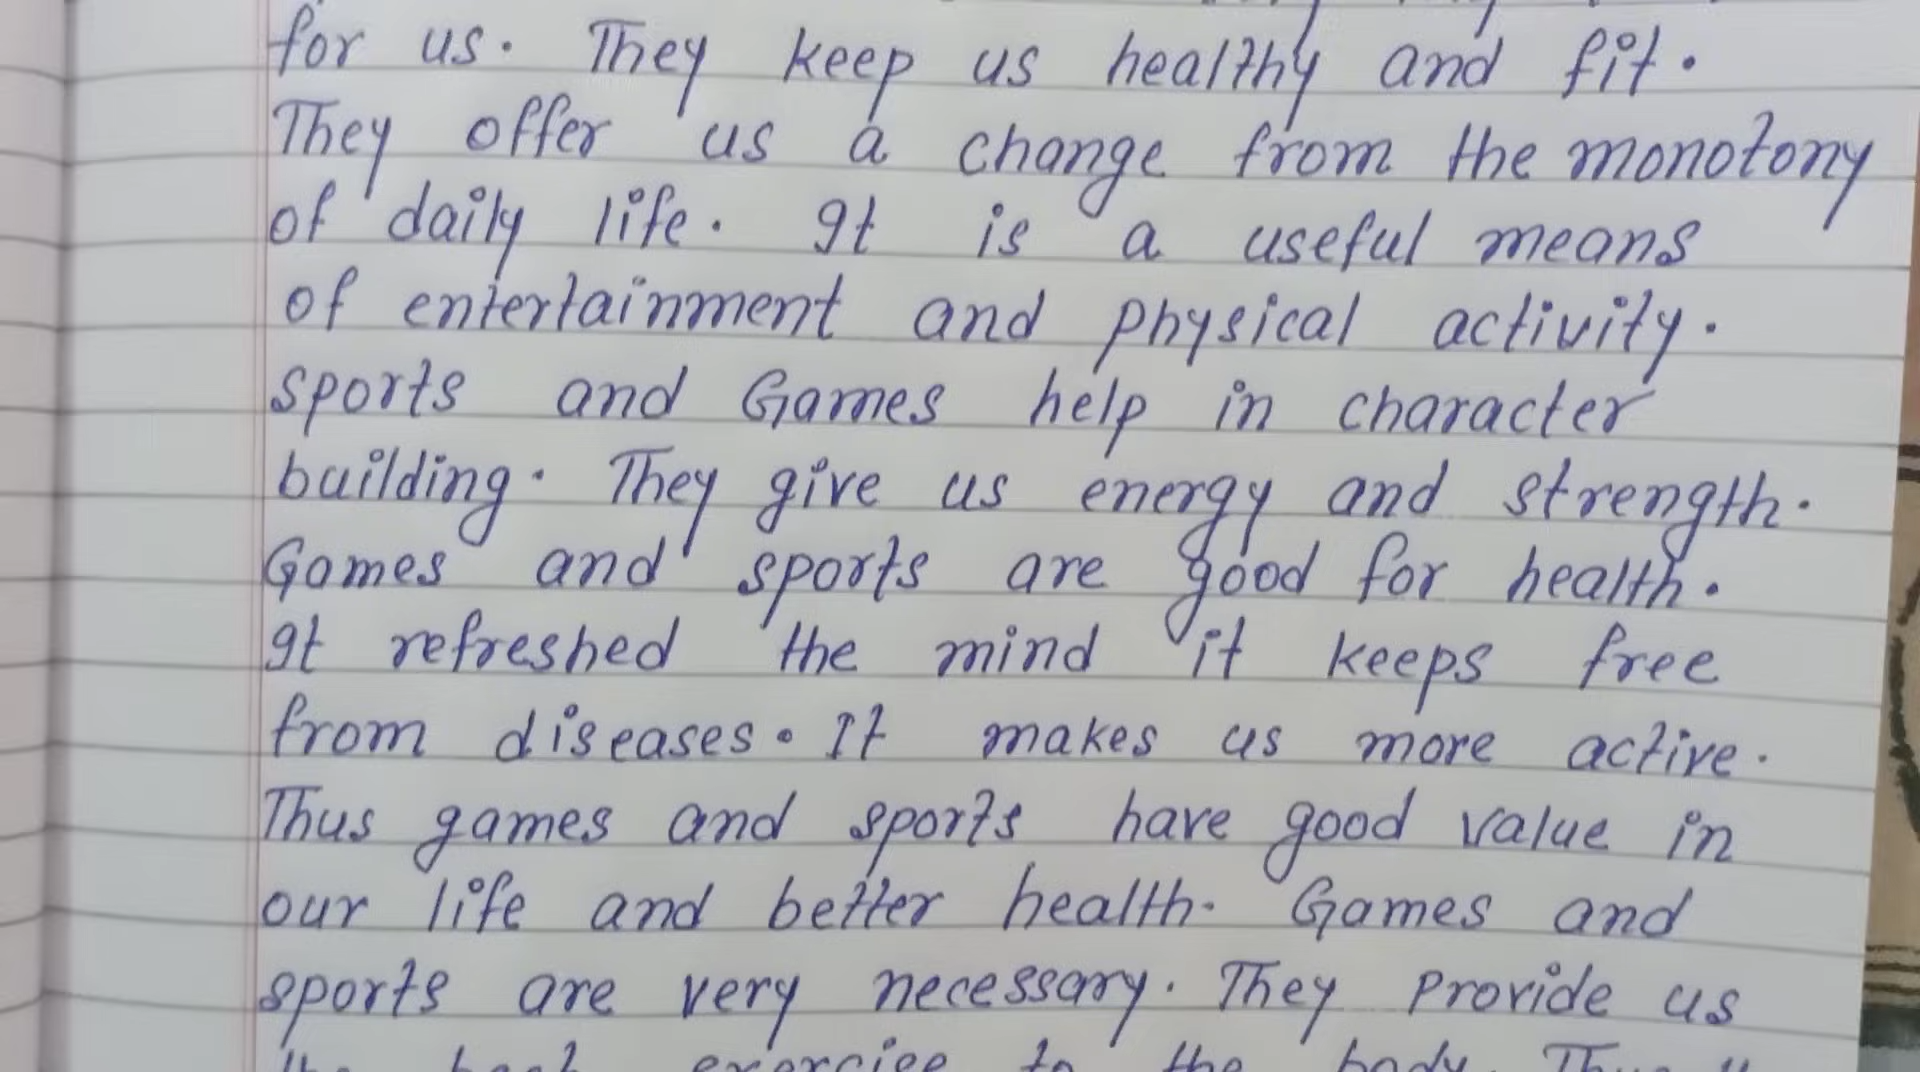 for us. They keep us healthy and fit.
They offer us a change from the monotony
of daily life. It is a useful means
of entertainment and physical activity.
sports and Games help in character
building. They give us energy and strength.
Games and sports are good for health.
It refreshed the mind it keeps free
from diseases. It makes us more active.
Thus games and sports have good value in
our life and better health. Games and
sports are very necessary. They provide us
exercise to the body.